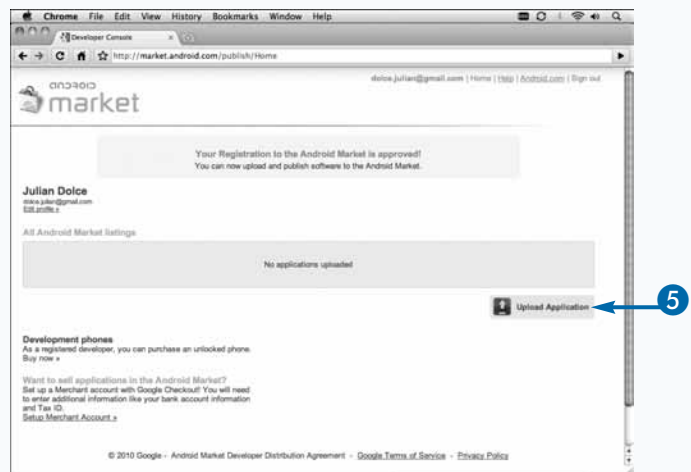 Chrome File Edit View History Bookmarks Window Help
Developer Console
http://market.android.com/publish/Home
dolce.julian@gmail.com | Home | Help | Android.com | Sign out
android
market
Your Registration to the Android Market is approved!
You can now upload and publish software to the Android Market.
Julian Dolce
dolce.julian@gmail.com
Edit profile »
All Android Market listings
No applications uploaded
Upload Application
5
Development phones
As a registered developer, you can purchase an unlocked phone.
Buy now »
Want to sell applications in the Android Market?
Set up a Merchant account with Google Checkout! You will need
to enter additional information like your bank account information
and Tax ID.
Setup Merchant Account »
© 2010 Google - Android Market Developer Distribution Agreement - Google Terms of Service - Privacy Policy